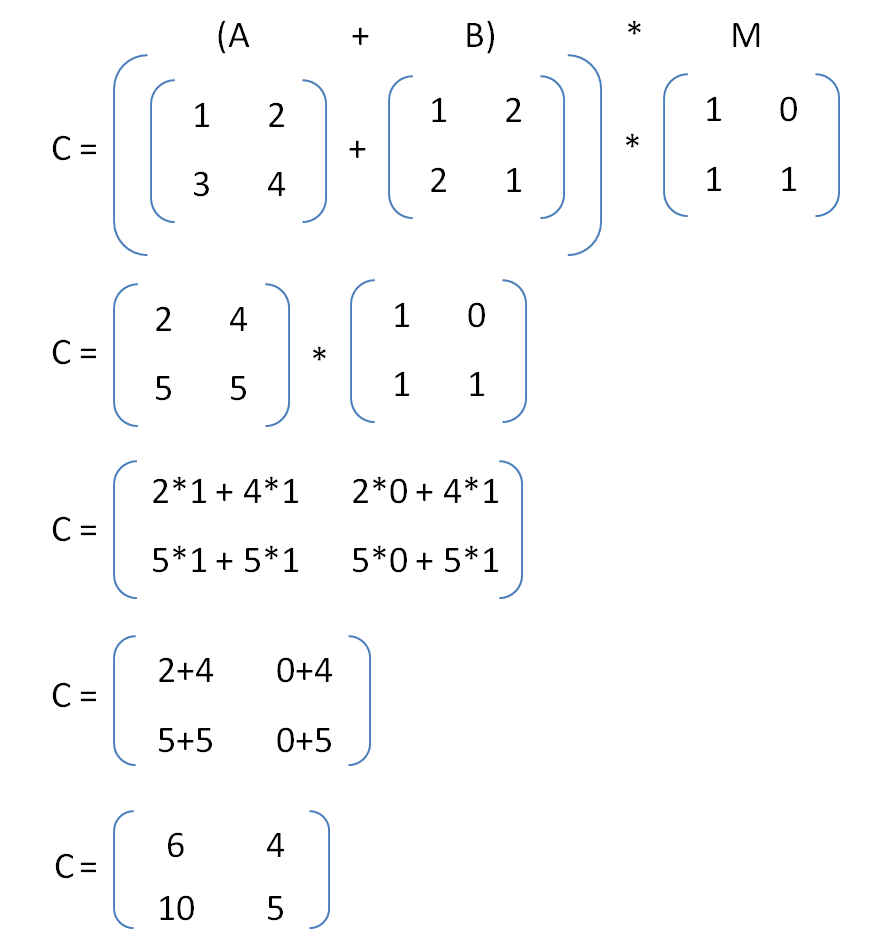 (A + B) * M
1 2 1 2 1 0
C = + *
3 4 2 1 1 1
2 4 1 0
C = *
5 5 1 1
2*1 + 4*1 2*0 + 4*1
C =
5*1 + 5*1 5*0 + 5*1
2+4 0+4
C =
5+5 0+5
6 4
C =
10 5